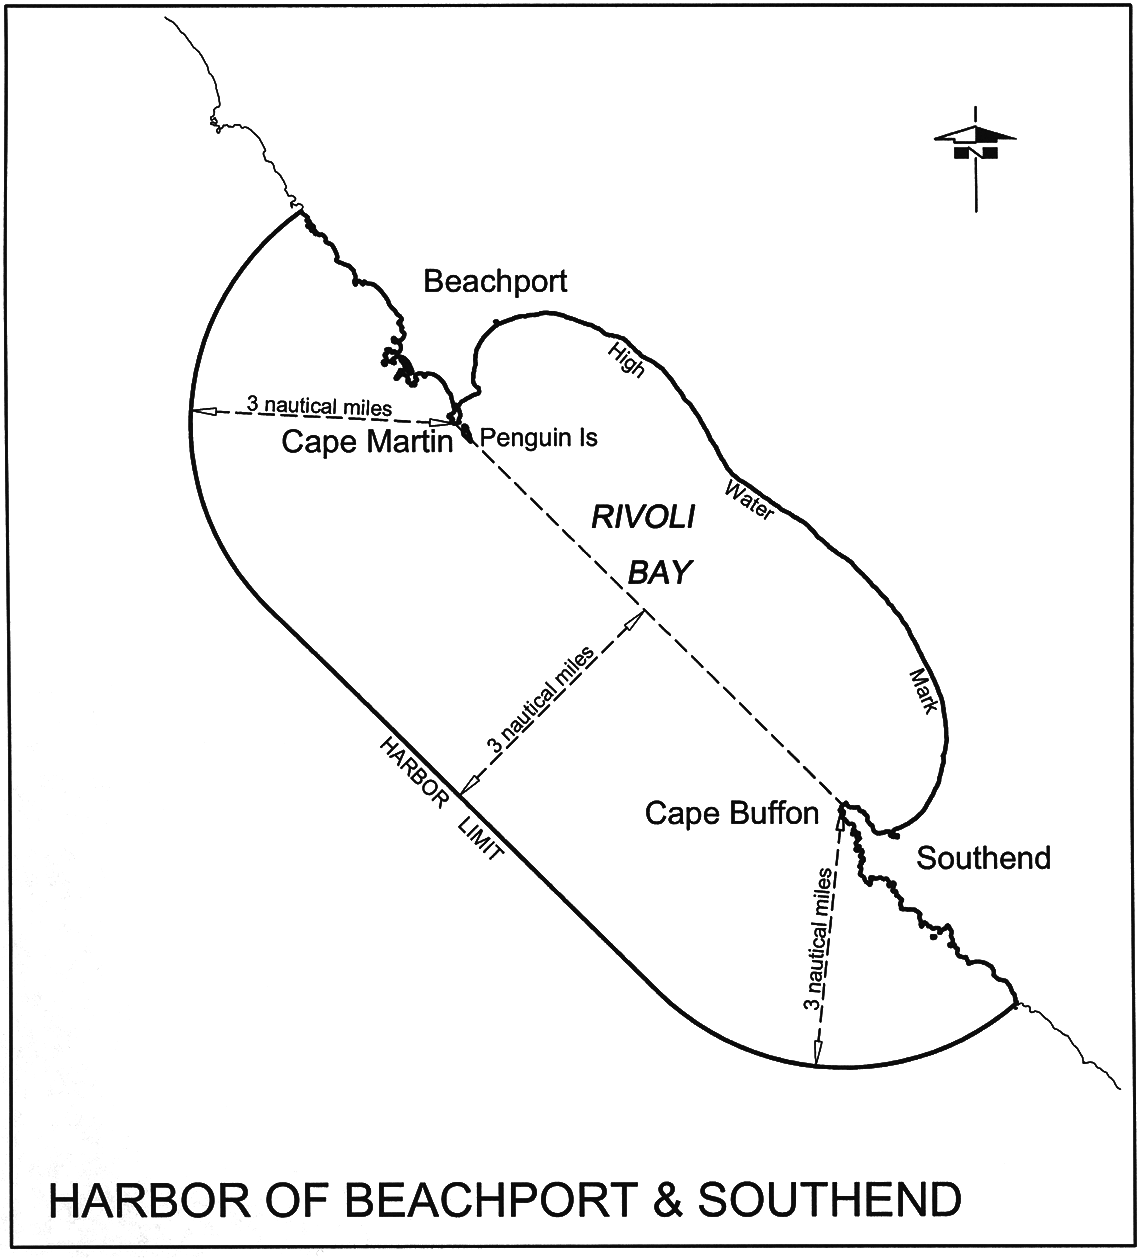 N
Beachport
High
3 nautical miles
Cape Martin
Penguin Is
Water
RIVOLI
BAY
3 nautical miles
Mark
HARBOR LIMIT
Cape Buffon
Southend
3 nautical miles
HARBOR OF BEACHPORT & SOUTHEND